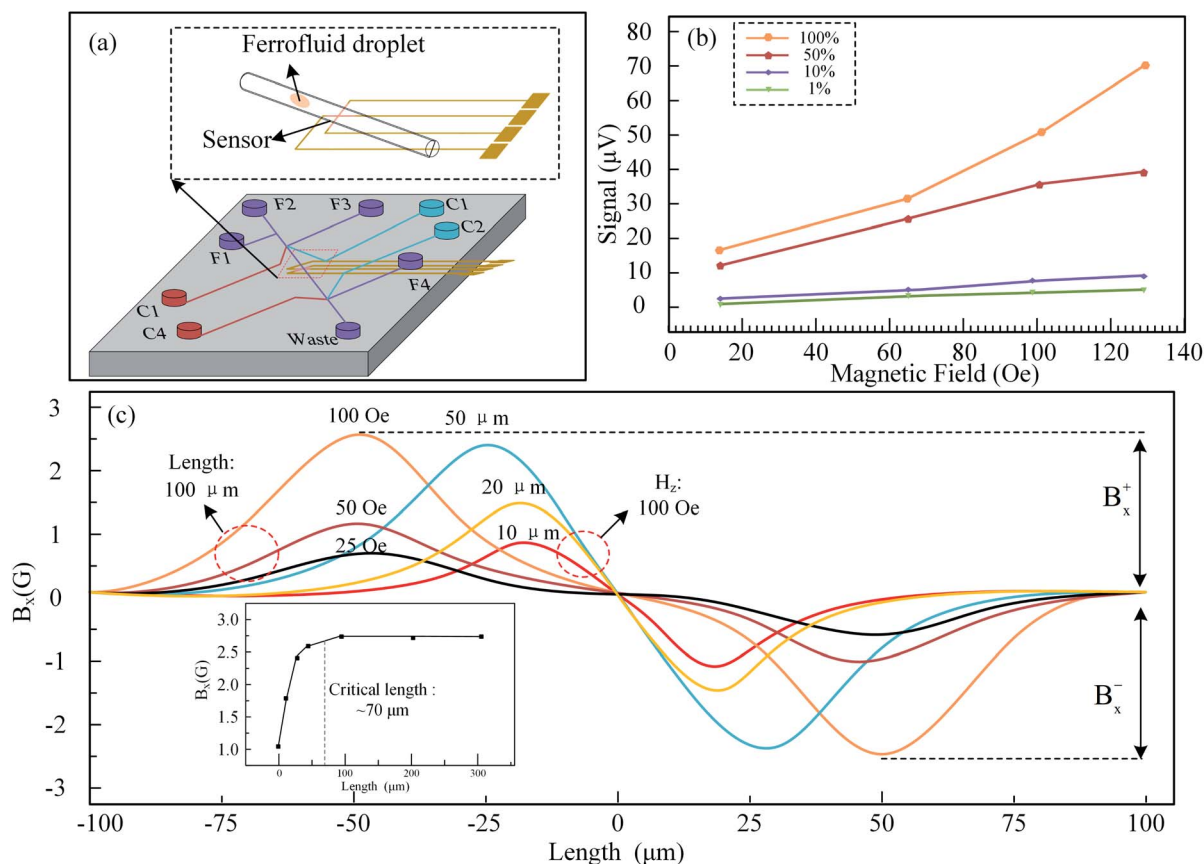 (a)
Ferrofluid droplet
Sensor
F2
F3
C1
C2
F1
F4
C1
C4
Waste
(b)
100%
50%
10%
1%
80
70
60
50
40
30
20
10
0
Signal (μV)
0 20 40 60 80 100 120 140
Magnetic Field (Oe)
(c)
3
2
1
0
-1
-2
-3
Bₓ(G)
100 Oe
50 μm
Length:
100 μm
50 Oe
25 Oe
20 μm
10 μm
H_z:
100 Oe
Bₓ⁺
Bₓ⁻
3.0
2.5
2.0
1.5
1.0
Bₓ(G)
Critical length :
~70 μm
0 100 200 300
Length (μm)
-100 -75 -50 -25 0 25 50 75 100
Length (μm)